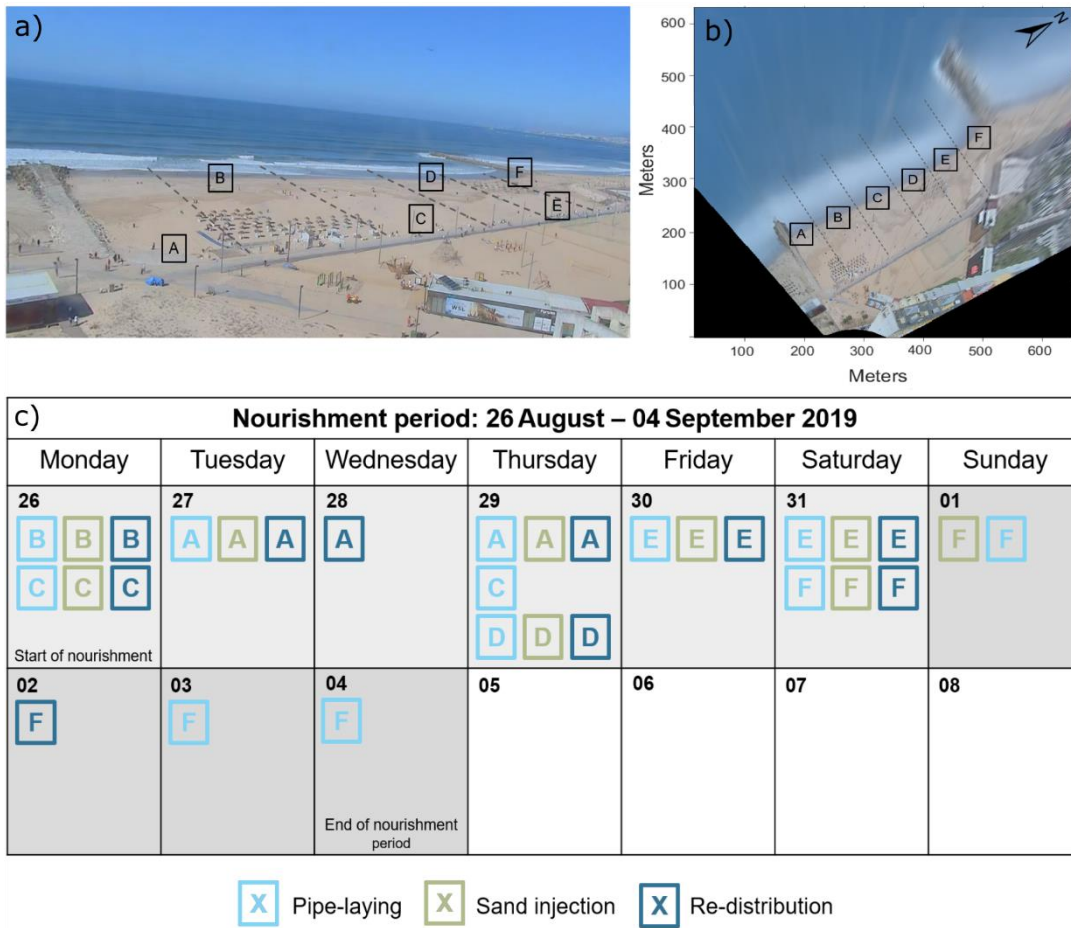 a)
B
D
F
E
C
A
b)
N
600
500
400
300
200
100
Meters
F
E
D
C
B
A
100 200 300 400 500 600
Meters
c)
Nourishment period: 26 August – 04 September 2019
Monday Tuesday Wednesday Thursday Friday Saturday Sunday
26 27 28 29 30 31 01
B B B A A A A A A A E E E E E E F F
C C C C F F F
D D D
Start of nourishment
02 03 04 05 06 07 08
F F F
End of nourishment
period
X Pipe-laying X Sand injection X Re-distribution